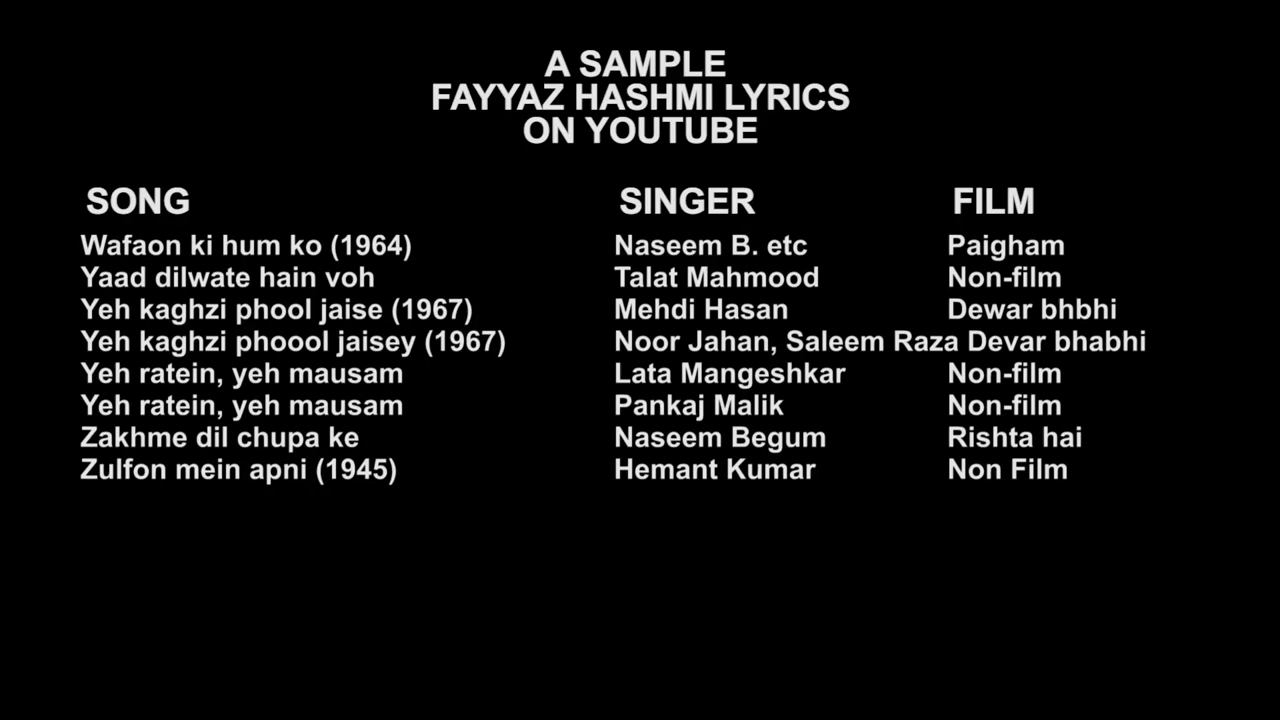 A SAMPLE
FAYYAZ HASHMI LYRICS
ON YOUTUBE
SONG SINGER FILM
Wafaon ki hum ko (1964) Naseem B. etc Paigham
Yaad dilwate hain voh Talat Mahmood Non-film
Yeh kaghzi phool jaise (1967) Mehdi Hasan Dewar bhbhi
Yeh kaghzi phoool jaisey (1967) Noor Jahan, Saleem Raza Devar bhabhi
Yeh ratein, yeh mausam Lata Mangeshkar Non-film
Yeh ratein, yeh mausam Pankaj Malik Non-film
Zakhme dil chupa ke Naseem Begum Rishta hai
Zulfon mein apni (1945) Hemant Kumar Non Film